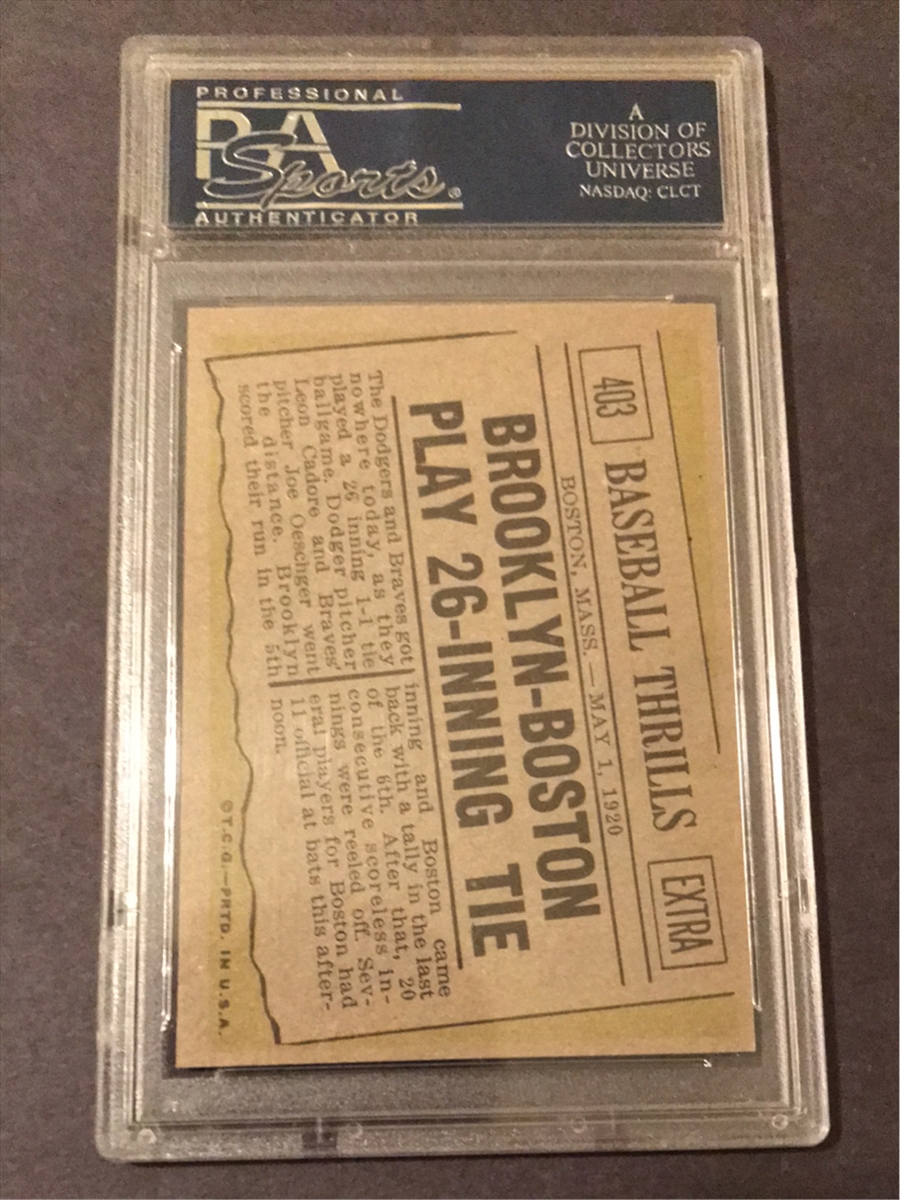 PROFESSIONAL
PSA
Sports®
AUTHENTICATOR
A
DIVISION OF
COLLECTORS
UNIVERSE
NASDAQ: CLCT
403 BASEBALL THRILLS EXTRA
BOSTON, MASS.—MAY 1, 1920
BROOKLYN-BOSTON
PLAY 26-INNING TIE
The Dodgers and Braves got
nowhere today, as they
played a 26 inning 1-1 tie
ballgame. Dodger pitcher
Leon Cadore and Braves'
pitcher Joe Oeschger went
the distance. Brooklyn
scored their run in the 5th
inning and Boston came
back with a tally in the last
of the 6th. After that, 20
consecutive scoreless in-
nings were reeled off. Sev-
eral players for Boston had
11 official at bats this after-
noon.
©T.C.G.—PRTD. IN U.S.A.